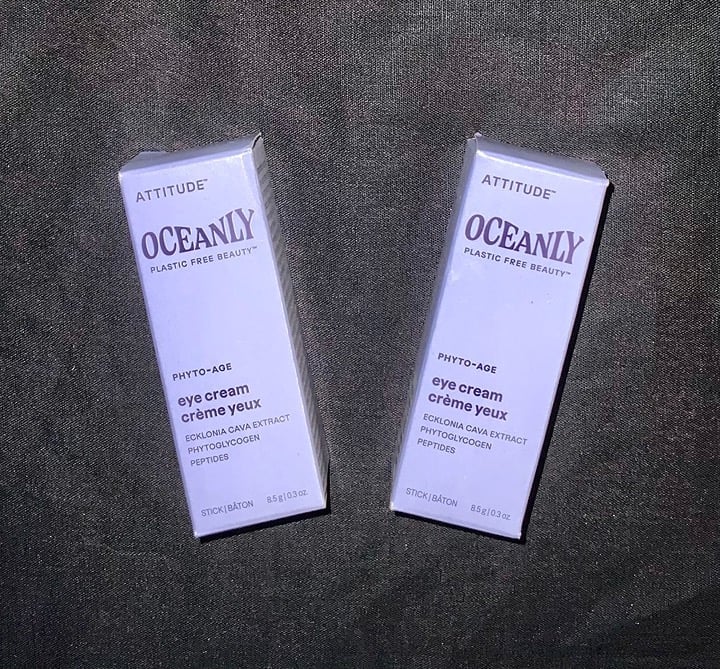 ATTITUDE™
OCEANLY
PLASTIC FREE BEAUTY™
PHYTO-AGE
eye cream
crème yeux
ECKLONIA CAVA EXTRACT
PHYTOGLYCOGEN
PEPTIDES
STICK|BÂTON 8.5 g|0.3 oz.
ATTITUDE™
OCEANLY
PLASTIC FREE BEAUTY™
PHYTO-AGE
eye cream
crème yeux
ECKLONIA CAVA EXTRACT
PHYTOGLYCOGEN
PEPTIDES
STICK|BÂTON 8.5 g|0.3 oz.